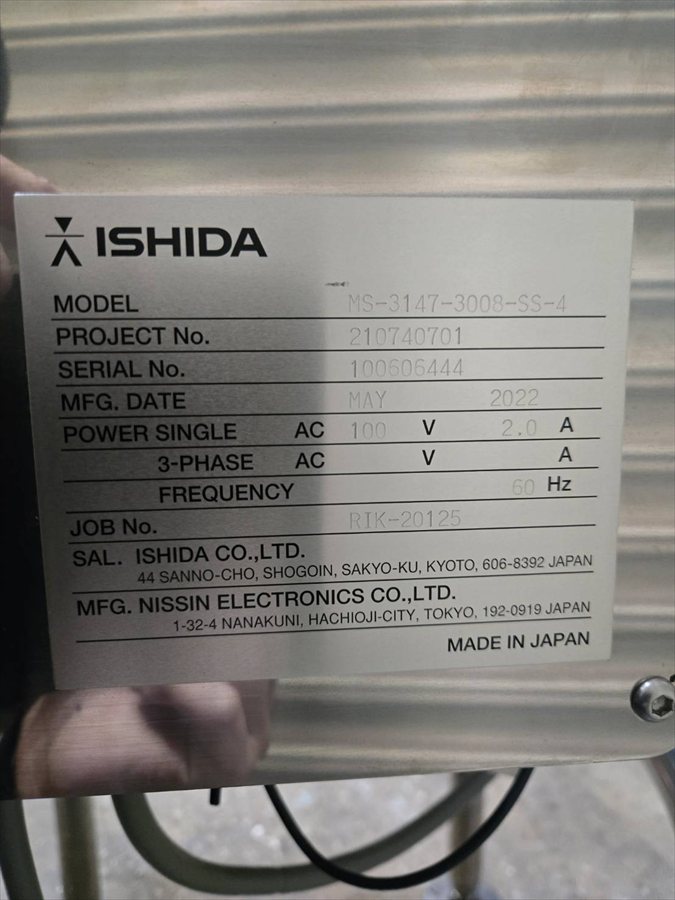 ISHIDA
MODEL MS-3147-3008-SS-4
PROJECT No. 210740701
SERIAL No. 100606444
MFG. DATE MAY 2022
POWER SINGLE AC 100 V 2.0 A
3-PHASE AC V A
FREQUENCY 60 Hz
JOB No. RIK-20125
SAL. ISHIDA CO.,LTD.
44 SANNO-CHO, SHOGOIN, SAKYO-KU, KYOTO, 606-8392 JAPAN
MFG. NISSIN ELECTRONICS CO.,LTD.
1-32-4 NANAKUNI, HACHIOJI-CITY, TOKYO, 192-0919 JAPAN
MADE IN JAPAN